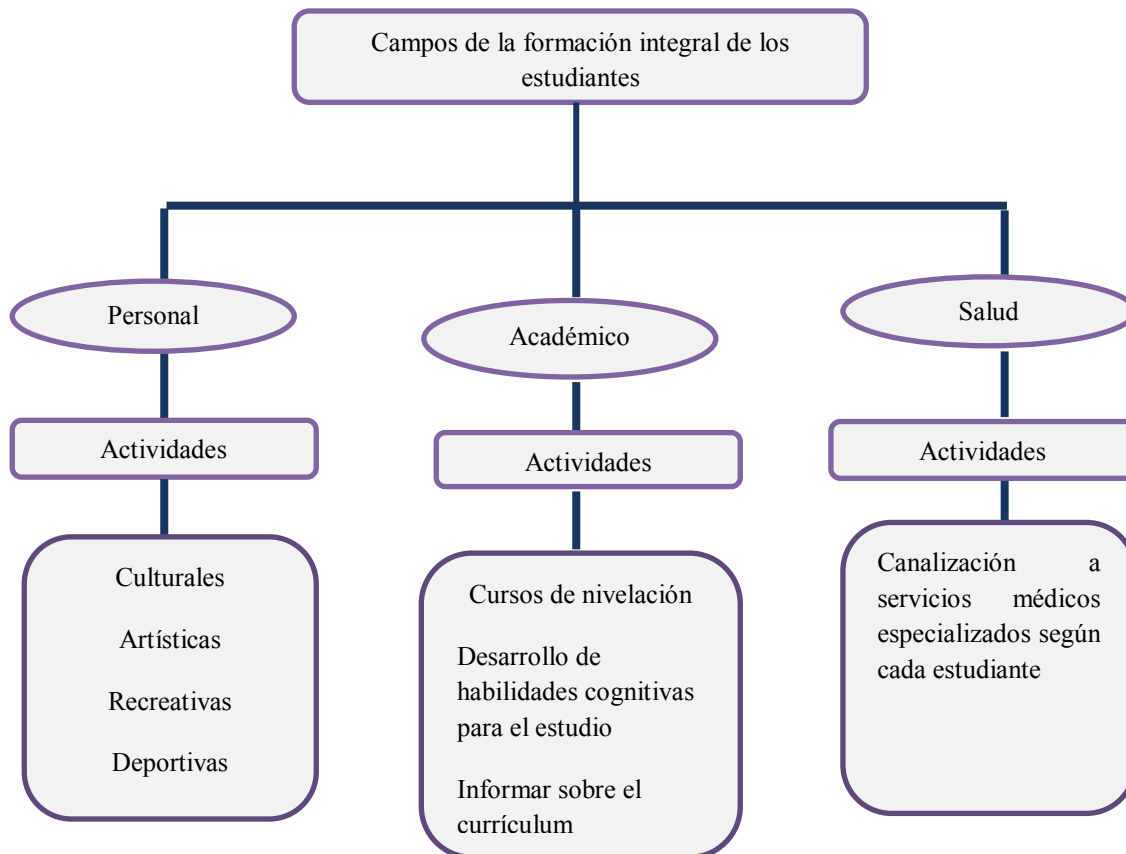 Campos de la formación integral de los
estudiantes
Personal
Académico
Salud
Actividades
Actividades
Actividades
Culturales
Artísticas
Recreativas
Deportivas
Cursos de nivelación
Desarrollo de
habilidades cognitivas
para el estudio
Informar sobre el
currículum
Canalización a
servicios médicos
especializados según
cada estudiante